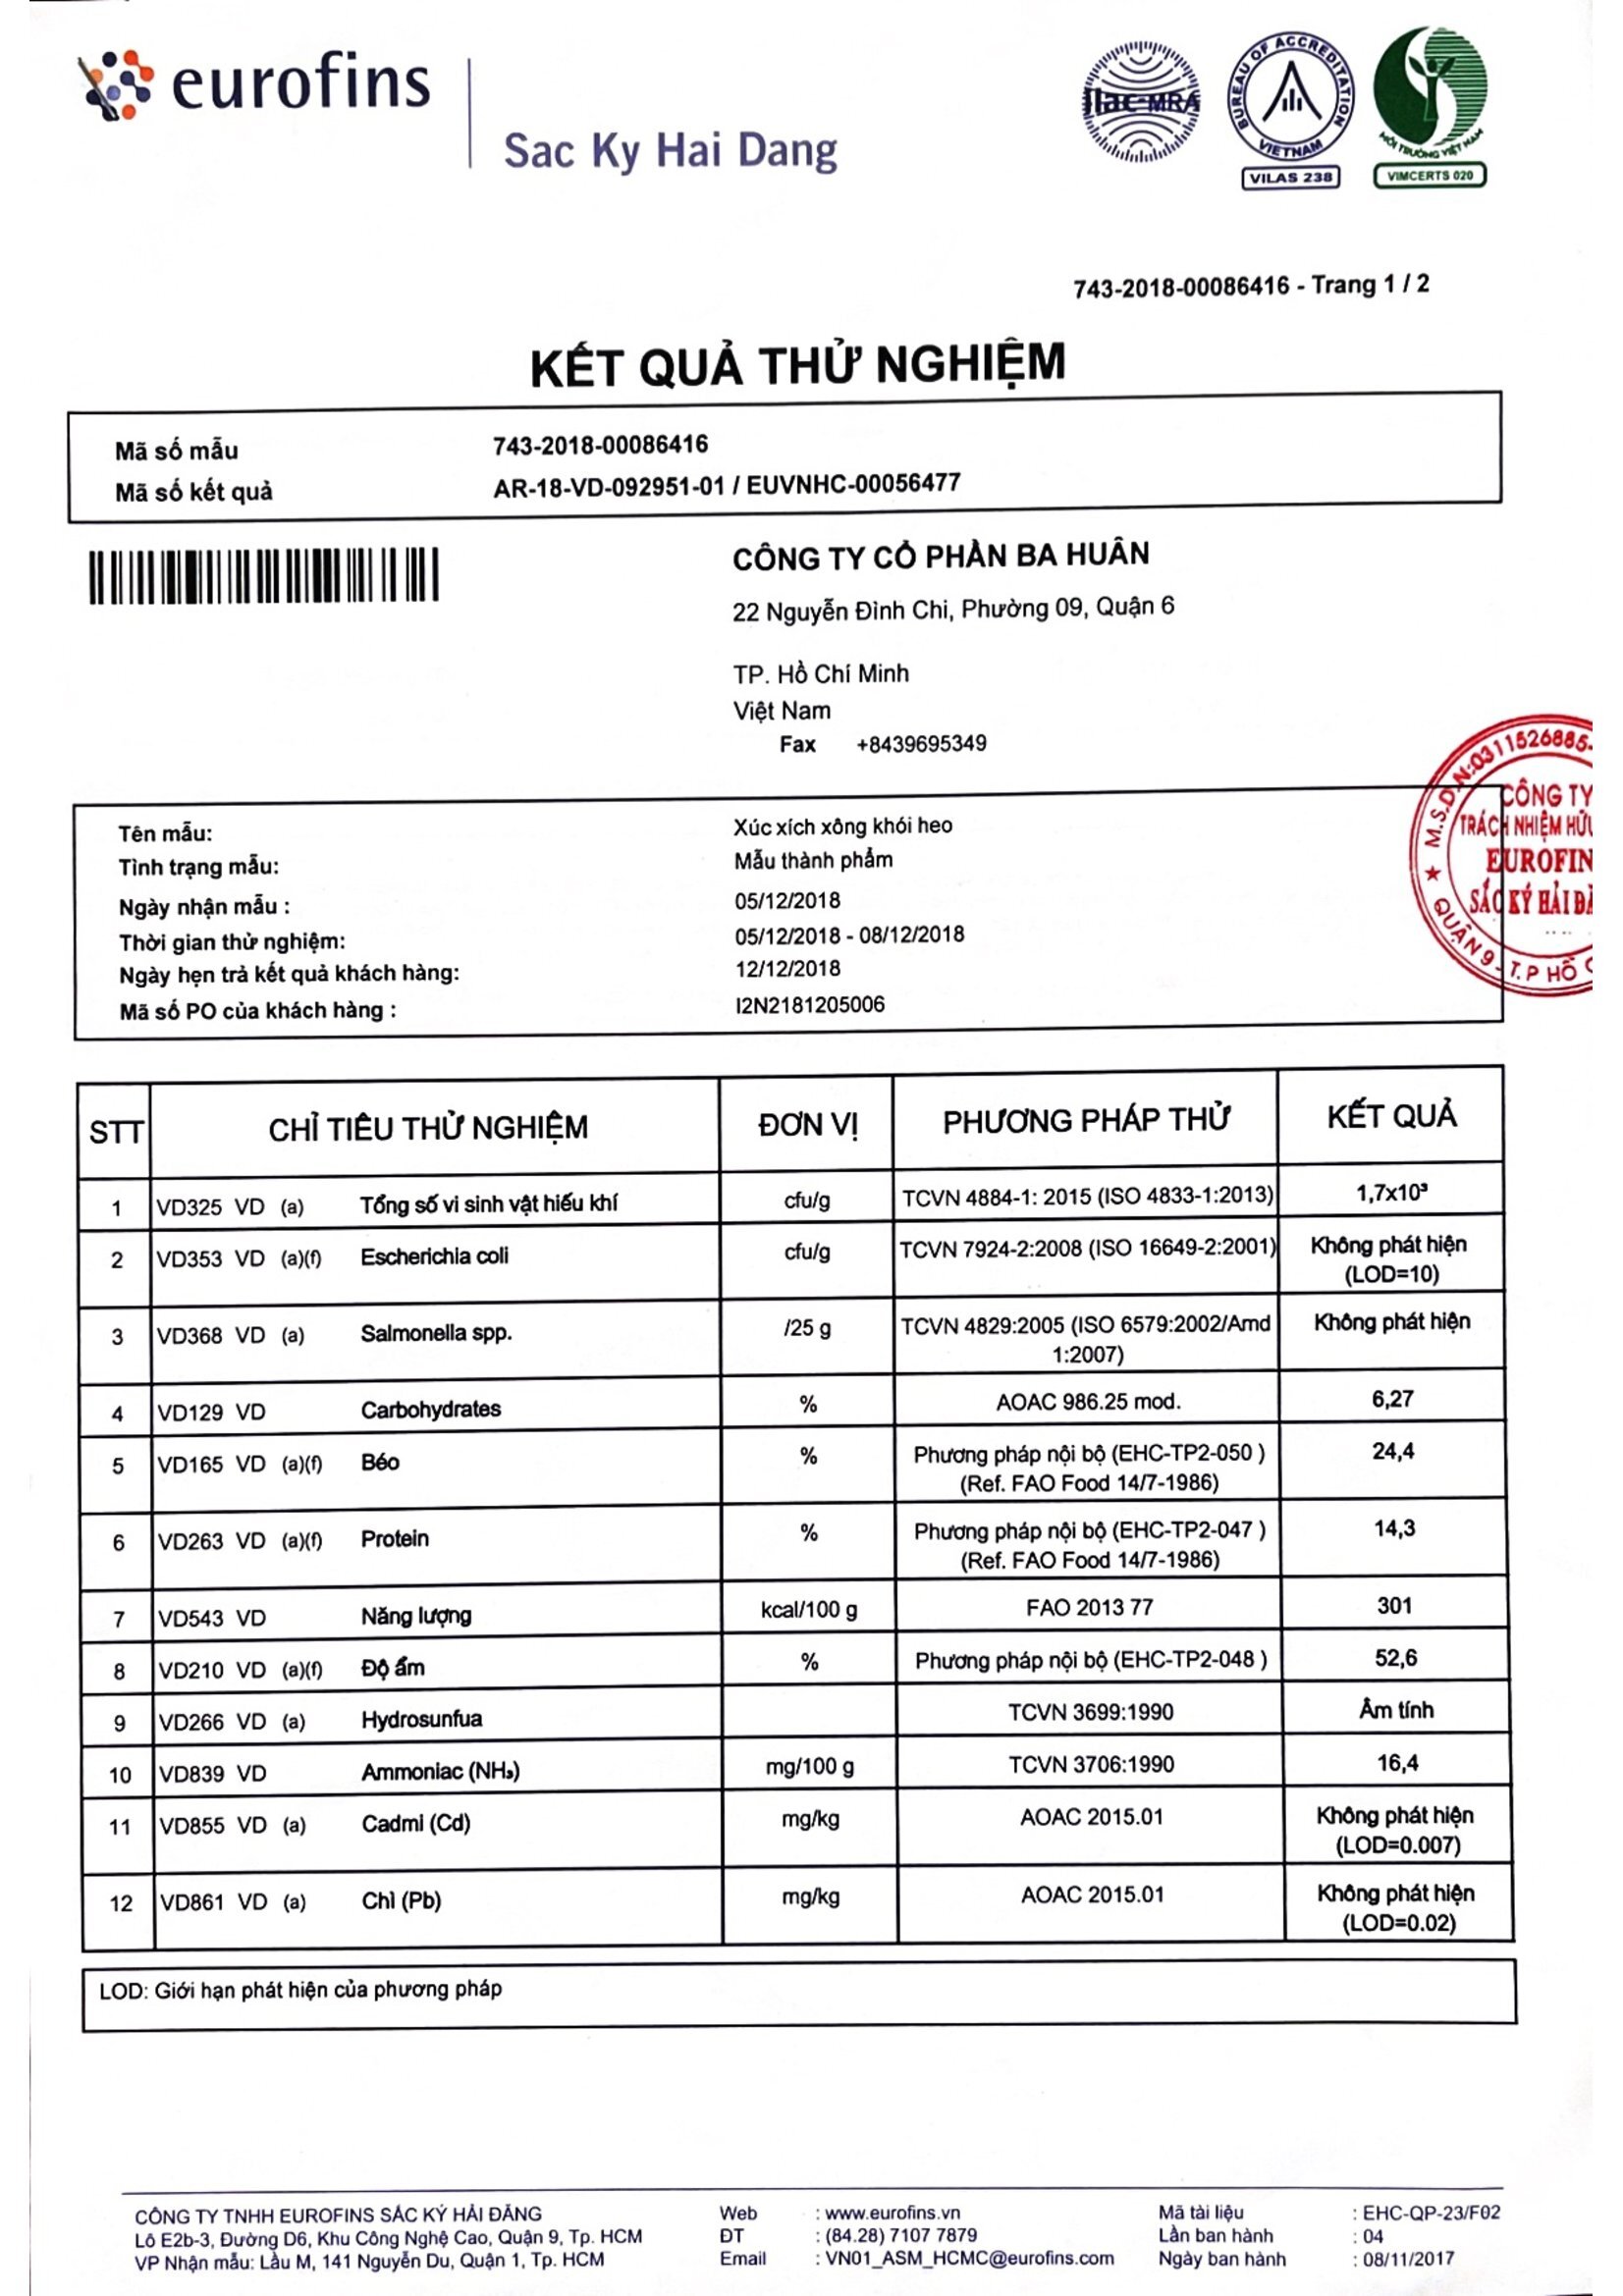 eurofins
Sac Ky Hai Dang
ilac-MRA
BUREAU OF ACCREDITATION
VIETNAM
VILAS 238
MÔI TRƯỜNG VIỆT NAM
VIMCERTS 020
743-2018-00086416 - Trang 1 / 2
KẾT QUẢ THỬ NGHIỆM
Mã số mẫu 743-2018-00086416
Mã số kết quả AR-18-VD-092951-01 / EUVNHC-00056477
CÔNG TY CỔ PHẦN BA HUÂN
22 Nguyễn Đình Chi, Phường 09, Quận 6
TP. Hồ Chí Minh
Việt Nam
Fax +8439695349
M.S.D.N:0311526885-
CÔNG TY
TRÁCH NHIỆM HỮU
EUROFIN
SẮC KÝ HẢI ĐĂ
QUẬN 9 - T.P HỒ C
Tên mẫu: Xúc xích xông khói heo
Tình trạng mẫu: Mẫu thành phẩm
Ngày nhận mẫu : 05/12/2018
Thời gian thử nghiệm: 05/12/2018 - 08/12/2018
Ngày hẹn trả kết quả khách hàng: 12/12/2018
Mã số PO của khách hàng : I2N2181205006
STT CHỈ TIÊU THỬ NGHIỆM ĐƠN VỊ PHƯƠNG PHÁP THỬ KẾT QUẢ
1 VD325 VD (a) Tổng số vi sinh vật hiếu khí cfu/g TCVN 4884-1: 2015 (ISO 4833-1:2013) 1,7x10³
2 VD353 VD (a)(f) Escherichia coli cfu/g TCVN 7924-2:2008 (ISO 16649-2:2001) Không phát hiện
(LOD=10)
3 VD368 VD (a) Salmonella spp. /25 g TCVN 4829:2005 (ISO 6579:2002/Amd Không phát hiện
1:2007)
4 VD129 VD Carbohydrates % AOAC 986.25 mod. 6,27
5 VD165 VD (a)(f) Béo % Phương pháp nội bộ (EHC-TP2-050 ) 24,4
(Ref. FAO Food 14/7-1986)
6 VD263 VD (a)(f) Protein % Phương pháp nội bộ (EHC-TP2-047 ) 14,3
(Ref. FAO Food 14/7-1986)
7 VD543 VD Năng lượng kcal/100 g FAO 2013 77 301
8 VD210 VD (a)(f) Độ ẩm % Phương pháp nội bộ (EHC-TP2-048 ) 52,6
9 VD266 VD (a) Hydrosunfua TCVN 3699:1990 Âm tính
10 VD839 VD Ammoniac (NH₃) mg/100 g TCVN 3706:1990 16,4
11 VD855 VD (a) Cadmi (Cd) mg/kg AOAC 2015.01 Không phát hiện
(LOD=0.007)
12 VD861 VD (a) Chì (Pb) mg/kg AOAC 2015.01 Không phát hiện
(LOD=0.02)
LOD: Giới hạn phát hiện của phương pháp
CÔNG TY TNHH EUROFINS SẮC KÝ HẢI ĐĂNG Web : www.eurofins.vn Mã tài liệu : EHC-QP-23/F02
Lô E2b-3, Đường D6, Khu Công Nghệ Cao, Quận 9, Tp. HCM ĐT : (84.28) 7107 7879 Lần ban hành : 04
VP Nhận mẫu: Lầu M, 141 Nguyễn Du, Quận 1, Tp. HCM Email : VN01_ASM_HCMC@eurofins.com Ngày ban hành : 08/11/2017